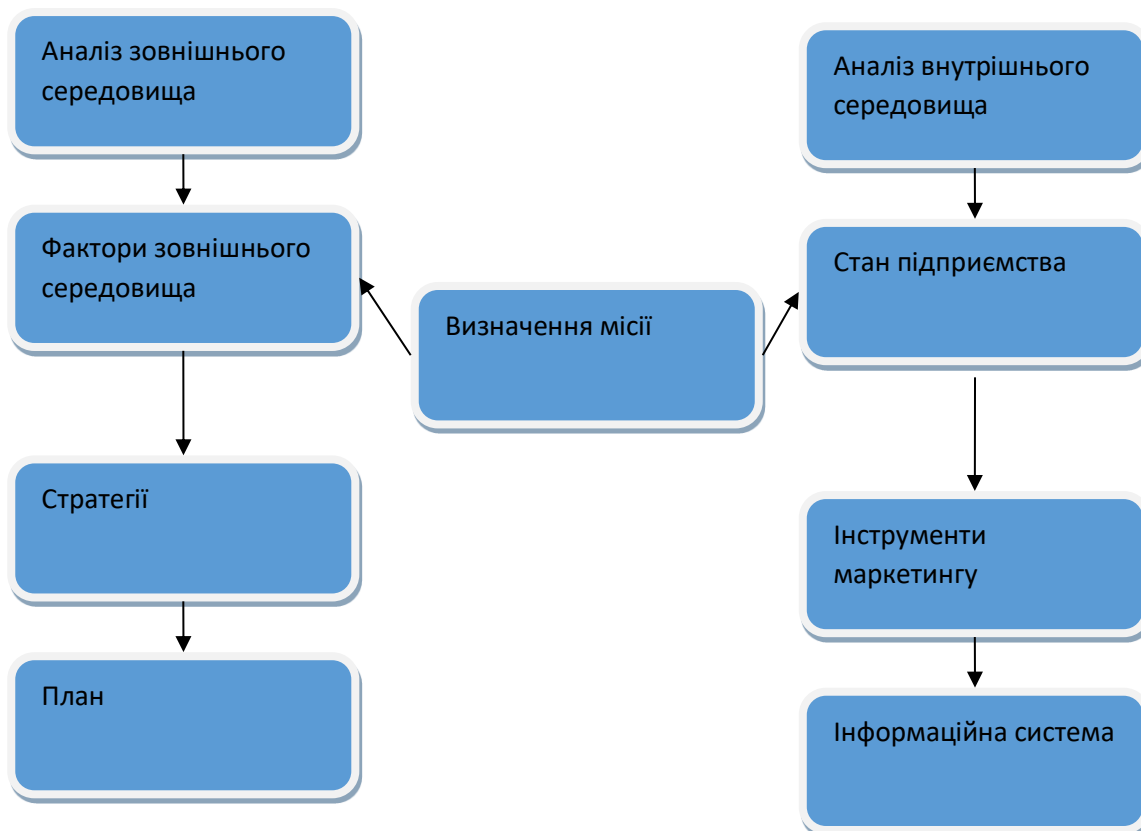 Аналіз зовнішнього
середовища
Аналіз внутрішнього
середовища
Фактори зовнішнього
середовища
Визначення місії
Стан підприємства
Стратегії
Інструменти
маркетингу
План
Інформаційна система